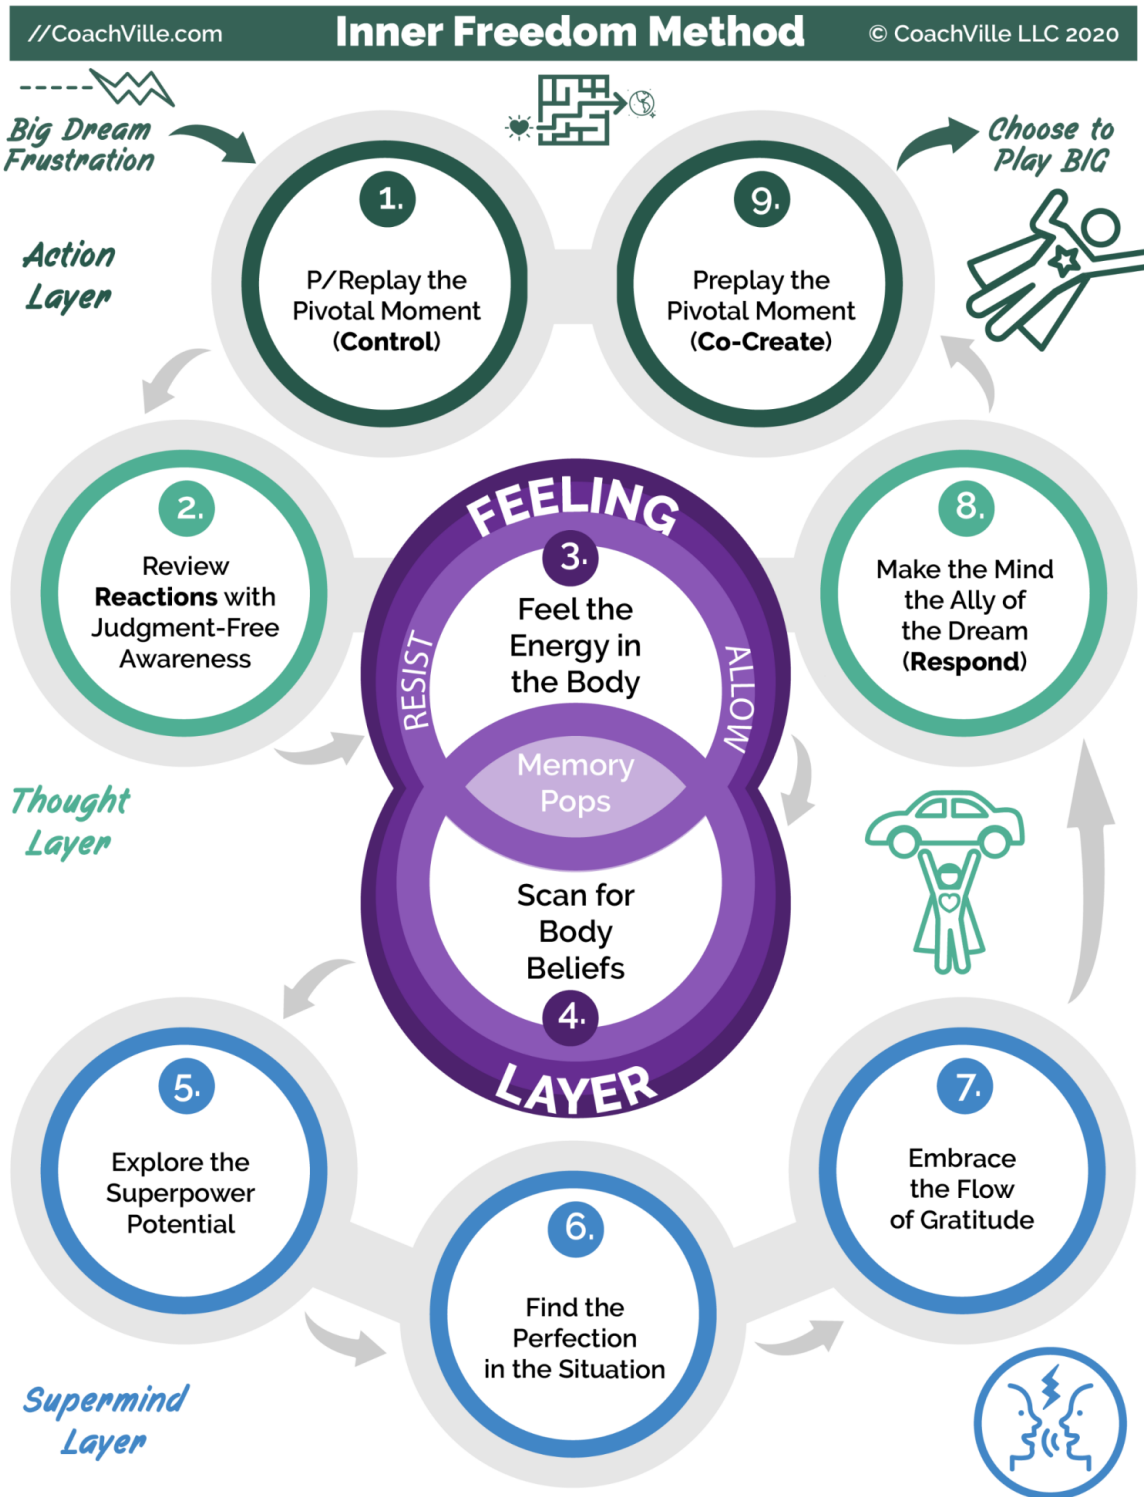 //CoachVille.com
Inner Freedom Method
© CoachVille LLC 2020
Big Dream
Frustration
Choose to
Play BIG
Action
Layer
1.
P/Replay the
Pivotal Moment
(Control)
9.
Preplay the
Pivotal Moment
(Co-Create)
2.
Review
Reactions with
Judgment-Free
Awareness
FEELING
3.
Feel the
Energy in
the Body
RESIST
ALLOW
Memory
Pops
Scan for
Body
Beliefs
4.
LAYER
8.
Make the Mind
the Ally of
the Dream
(Respond)
Thought
Layer
5.
Explore the
Superpower
Potential
6.
Find the
Perfection
in the Situation
7.
Embrace
the Flow
of Gratitude
Supermind
Layer